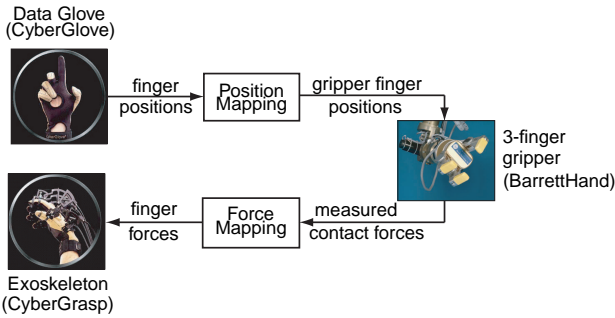 Data Glove
(CyberGlove)
finger
positions
Position
Mapping
gripper finger
positions
3-finger
gripper
(BarrettHand)
measured
contact forces
Force
Mapping
finger
forces
Exoskeleton
(CyberGrasp)